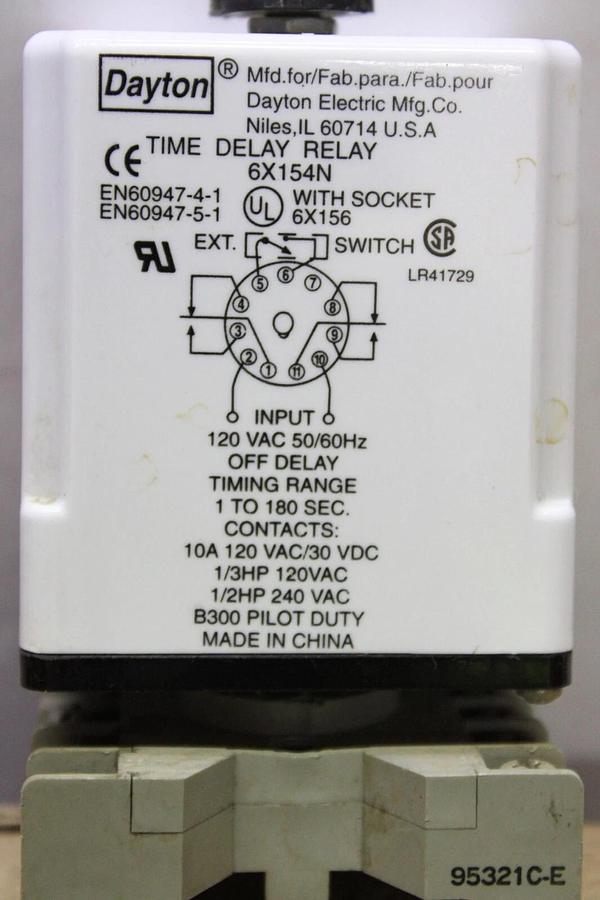 Dayton ®
Mfd.for/Fab.para./Fab.pour
Dayton Electric Mfg.Co.
Niles,IL 60714 U.S.A
CE TIME DELAY RELAY
6X154N
EN60947-4-1
EN60947-5-1
UL
WITH SOCKET
6X156
EXT. SWITCH
SA
LR41729
RU
5 6 7
4 8
3 9
2 10
1 11
INPUT
120 VAC 50/60Hz
OFF DELAY
TIMING RANGE
1 TO 180 SEC.
CONTACTS:
10A 120 VAC/30 VDC
1/3HP 120VAC
1/2HP 240 VAC
B300 PILOT DUTY
MADE IN CHINA
95321C-E